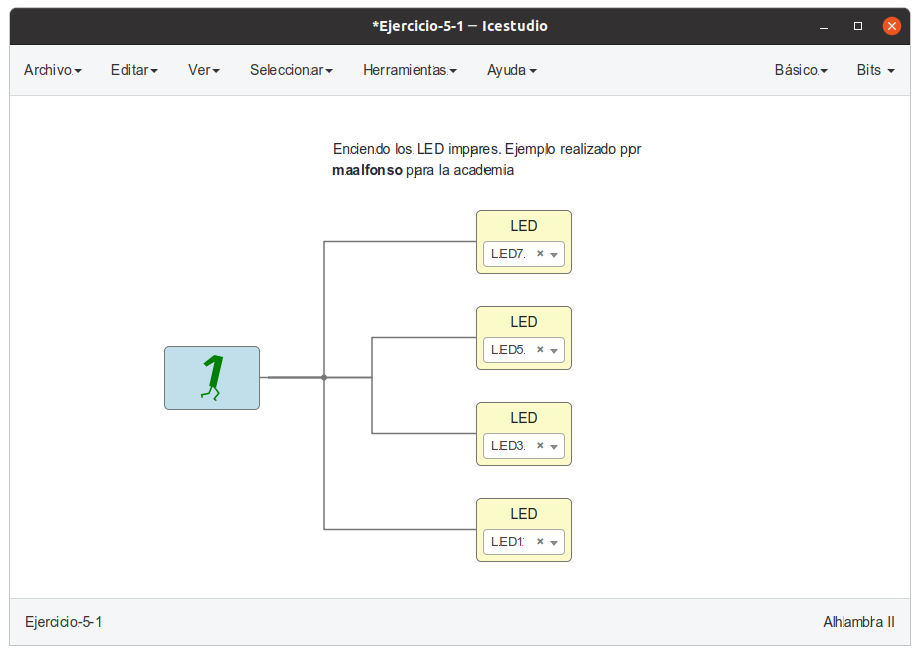 *Ejercicio-5-1 — Icestudio
Archivo Editar Ver Seleccionar Herramientas Ayuda Básico Bits
Enciendo los LED impares. Ejemplo realizado ppr
maalfonso para la academia
LED
LED7
LED
LED5
1
LED
LED3
LED
LED1
Ejercicio-5-1 Alhambra II